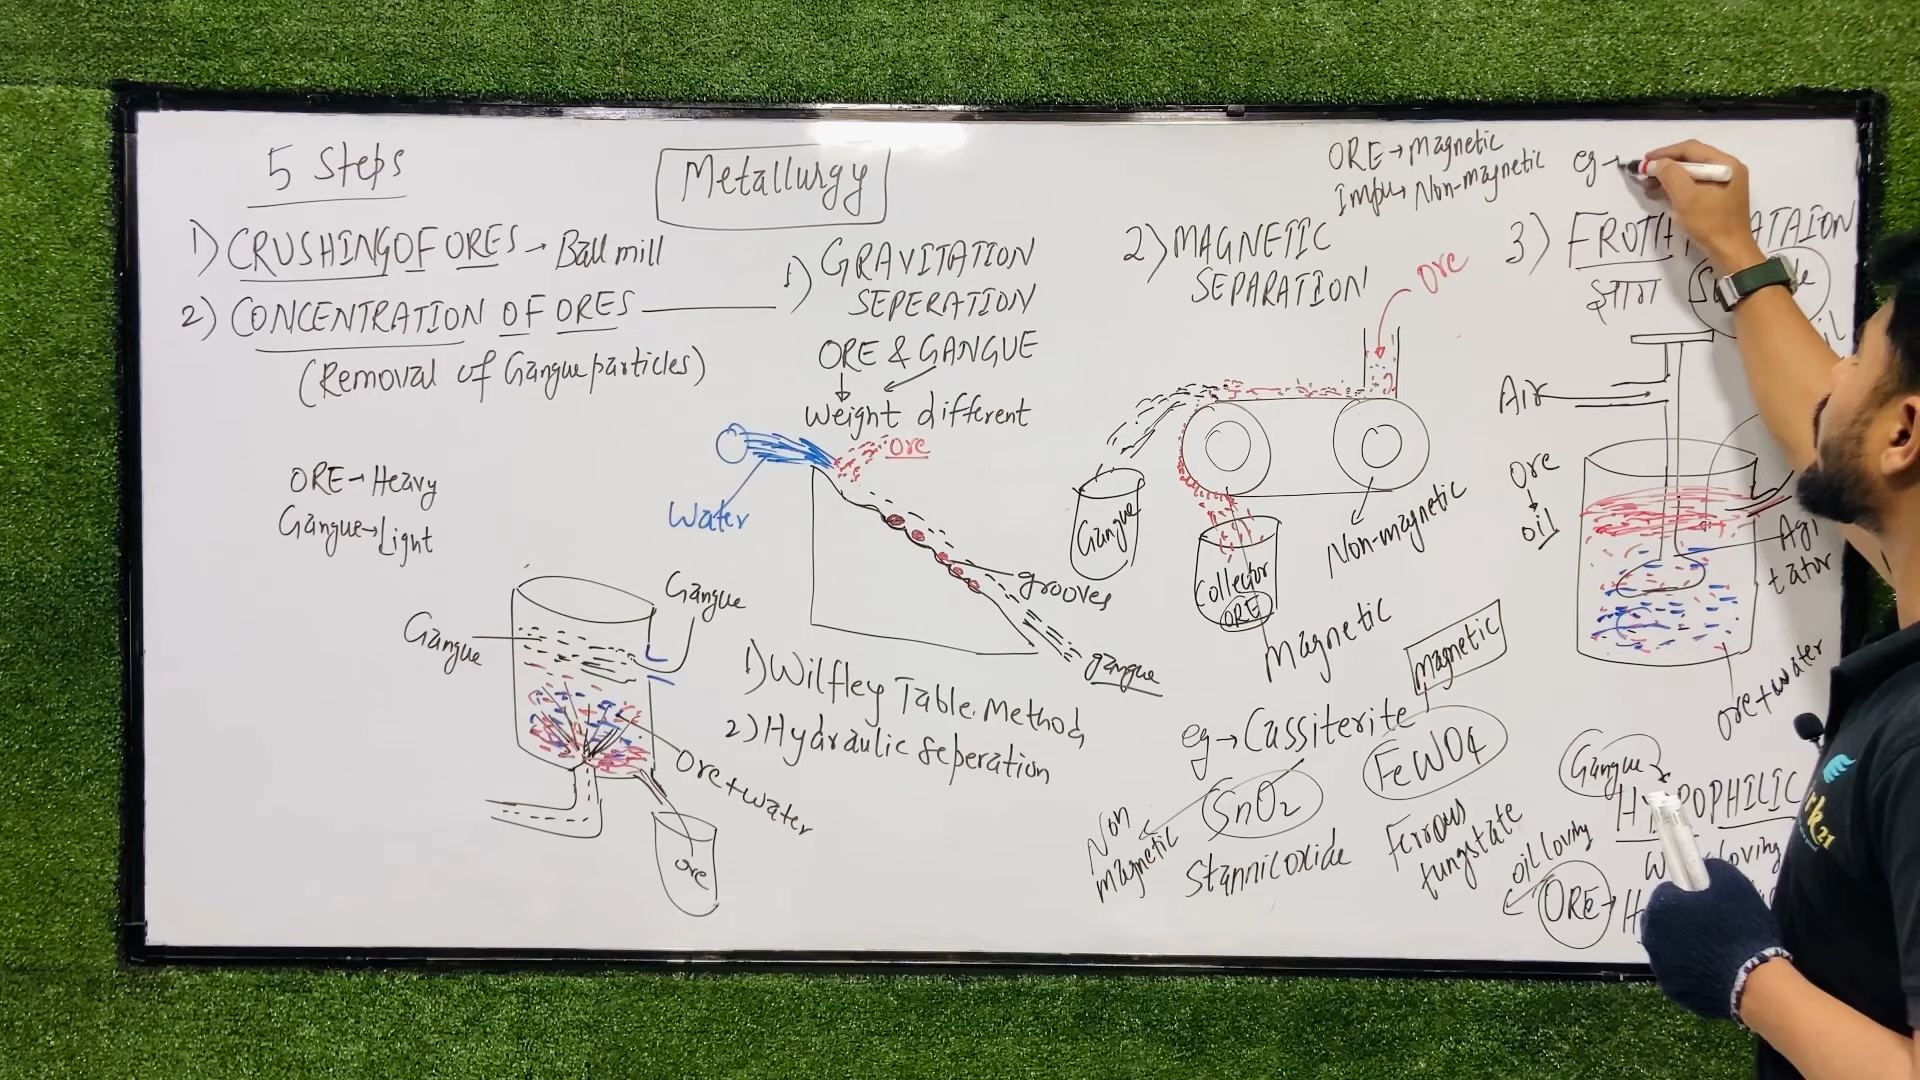 5 Steps
Metallurgy
1) CRUSHING OF ORES → Ball mill
2) CONCENTRATION OF ORES
(Removal of Gangue particles)
ORE → Heavy
Gangue → Light
Gangue
Gangue
ore + water
ore
1) GRAVITATION
SEPERATION
ORE & GANGUE
Weight different
ore
Water
grooves
gangue
1) Wilfley Table Method
2) Hydraulic Seperation
ORE → Magnetic
Impu → Non-magnetic
2) MAGNETIC
SEPARATION
ore
Gangue
Collector
ORE
Non-magnetic
Magnetic
Magnetic
eg → Cassiterite
SnO2
FeWO4
Non
magnetic
Stannic oxide
Ferrous
tungstate
eg →
3) FROTH ATAION
झाग
Air
ore
oil
Agi
tator
ore + water
Gangue
oil loving
loving
ORE →